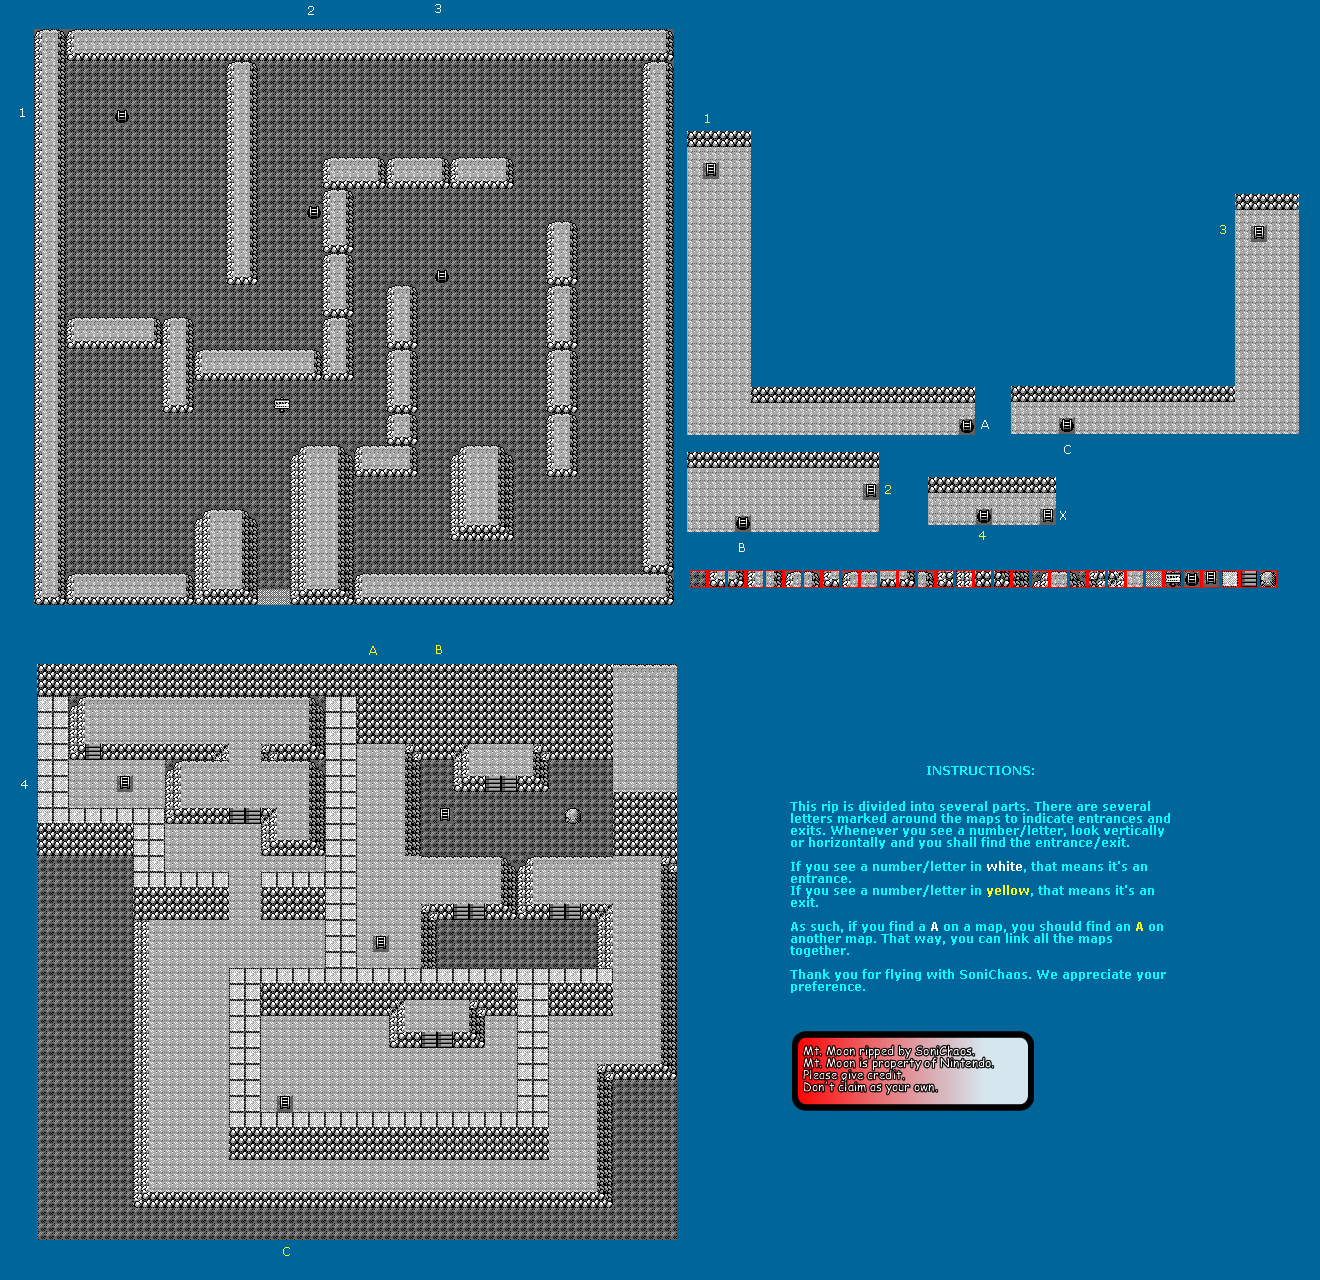 2 3
1
1
3
A
C
2
X
B
4
A B
4
INSTRUCTIONS:
This rip is divided into several parts. There are several
letters marked around the maps to indicate entrances and
exits. Whenever you see a number/letter, look vertically
or horizontally and you shall find the entrance/exit.
If you see a number/letter in white, that means it's an
entrance.
If you see a number/letter in yellow, that means it's an
exit.
As such, if you find a A on a map, you should find an A on
another map. That way, you can link all the maps
together.
Thank you for flying with SoniChaos. We appreciate your
preference.
Mt. Moon ripped by SoniChaos.
Mt. Moon is property of Nintendo.
Please give credit.
Don't claim as your own.
C